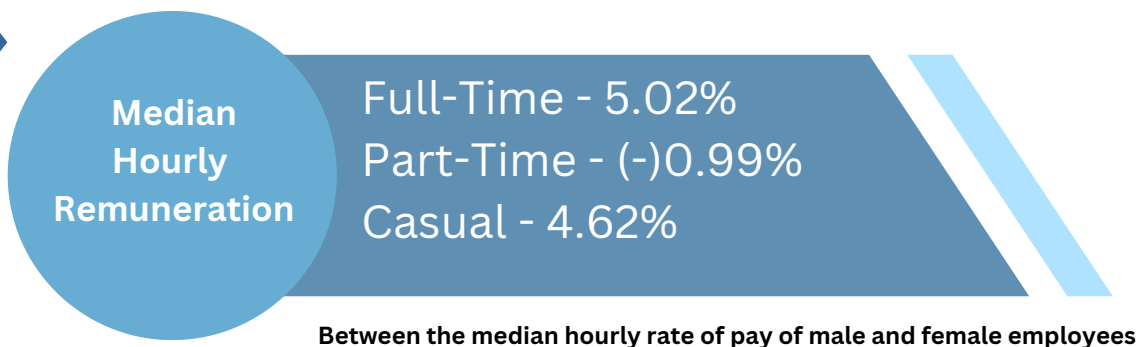 Median
Hourly
Remuneration
Full-Time - 5.02%
Part-Time - (-)0.99%
Casual - 4.62%
Between the median hourly rate of pay of male and female employees